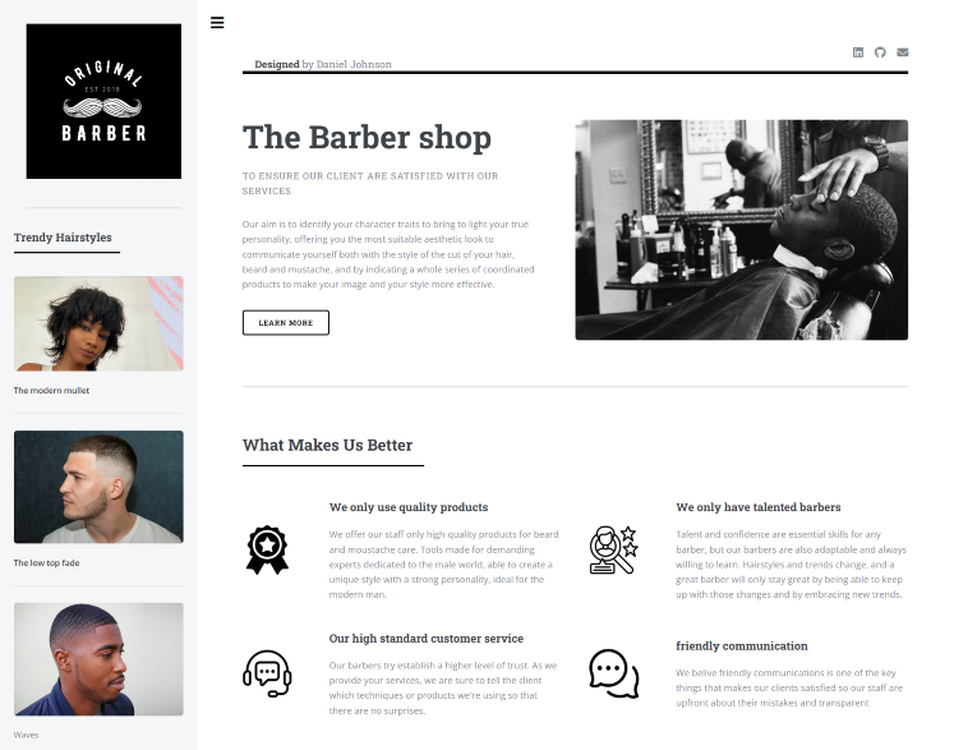 ORIGINAL
EST 2018
BARBER
Trendy Hairstyles
The modern mullet
The low top fade
Waves
Designed by Daniel Johnson
The Barber shop
TO ENSURE OUR CLIENT ARE SATISFIED WITH OUR
SERVICES
Our aim is to identify your character traits to bring to light your true
personality, offering you the most suitable aesthetic look to
communicate yourself both with the style of the cut of your hair,
beard and mustache, and by indicating a whole series of coordinated
products to make your image and your style more effective.
LEARN MORE
What Makes Us Better
We only use quality products
We offer our staff only high quality products for beard
and moustache care. Tools made for demanding
experts dedicated to the male world, able to create a
unique style with a strong personality, ideal for the
modern man.
We only have talented barbers
Talent and confidence are essential skills for any
barber, but our barbers are also adaptable and always
willing to learn. Hairstyles and trends change, and a
great barber will only stay great by being able to keep
up with those changes and by embracing new trends.
Our high standard customer service
Our barbers try establish a higher level of trust. As we
provide your services, we are sure to tell the client
which techniques or products we're using so that
there are no surprises.
friendly communication
We belive friendly communications is one of the key
things that makes our clients satisfied so our staff are
upfront about their mistakes and transparent